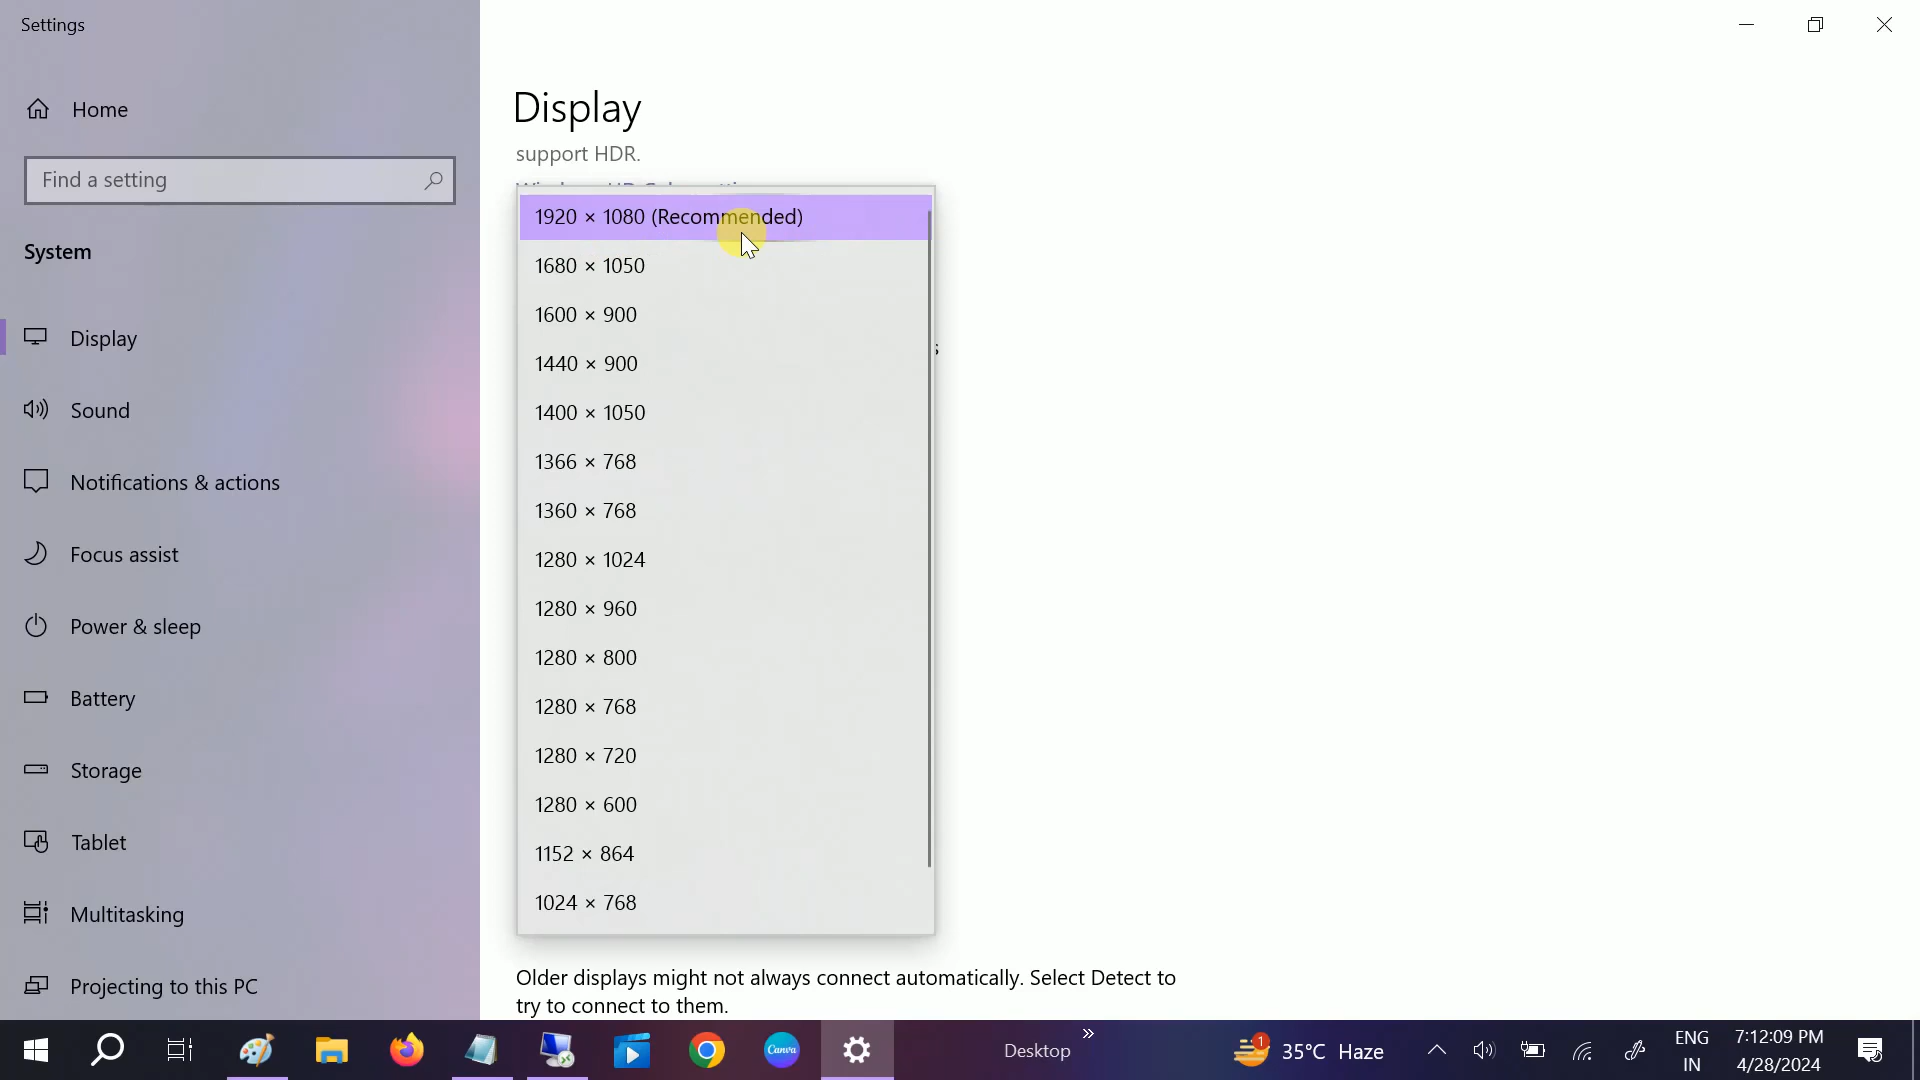 Settings
Home
Find a setting
System
Display
Sound
Notifications & actions
Focus assist
Power & sleep
Battery
Storage
Tablet
Multitasking
Projecting to this PC
Display
support HDR.
1920 × 1080 (Recommended)
1680 × 1050
1600 × 900
1440 × 900
1400 × 1050
1366 × 768
1360 × 768
1280 × 1024
1280 × 960
1280 × 800
1280 × 768
1280 × 720
1280 × 600
1152 × 864
1024 × 768
Older displays might not always connect automatically. Select Detect to
try to connect to them.
Canva
Desktop
1
35°C Haze
ENG
IN
7:12:09 PM
4/28/2024